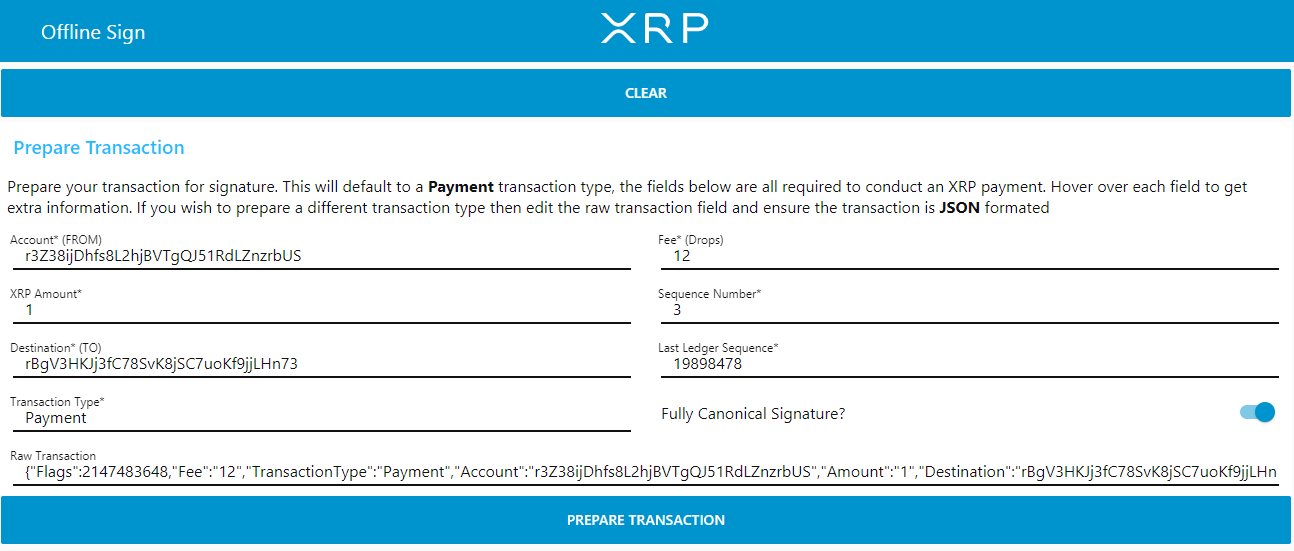 Offline Sign
XRP
CLEAR
Prepare Transaction
Prepare your transaction for signature. This will default to a Payment transaction type, the fields below are all required to conduct an XRP payment. Hover over each field to get
extra information. If you wish to prepare a different transaction type then edit the raw transaction field and ensure the transaction is JSON formated
Account* (FROM)
r3Z38ijDhfs8L2hjBVTgQJ51RdLZnzrbUS
Fee* (Drops)
12
XRP Amount*
1
Sequence Number*
3
Destination* (TO)
rBgV3HKJj3fC78SvK8jSC7uoKf9jjLHn73
Last Ledger Sequence*
19898478
Transaction Type*
Payment
Fully Canonical Signature?
Raw Transaction
{"Flags":2147483648,"Fee":"12","TransactionType":"Payment","Account":"r3Z38ijDhfs8L2hjBVTgQJ51RdLZnzrbUS","Amount":"1","Destination":"rBgV3HKJj3fC78SvK8jSC7uoKf9jjLHn
PREPARE TRANSACTION